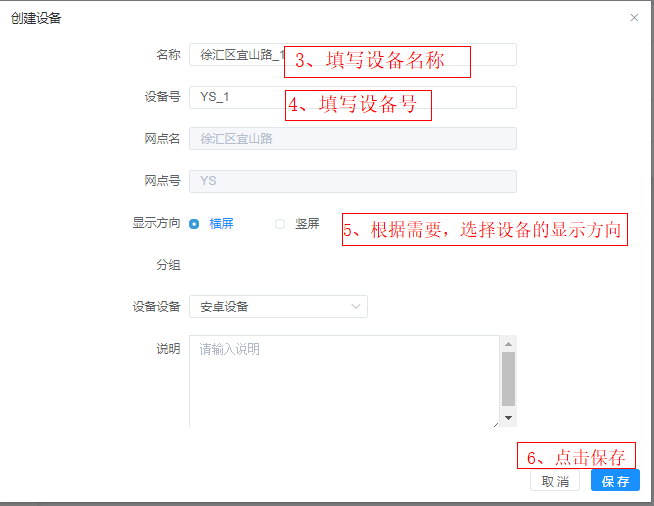 创建设备
×
名称 徐汇区宜山路_1
3、填写设备名称
设备号 YS_1
4、填写设备号
网点名 徐汇区宜山路
网点号 YS
显示方向 横屏 竖屏
5、根据需要，选择设备的显示方向
分组
设备设备 安卓设备
说明 请输入说明
6、点击保存
取消 保存